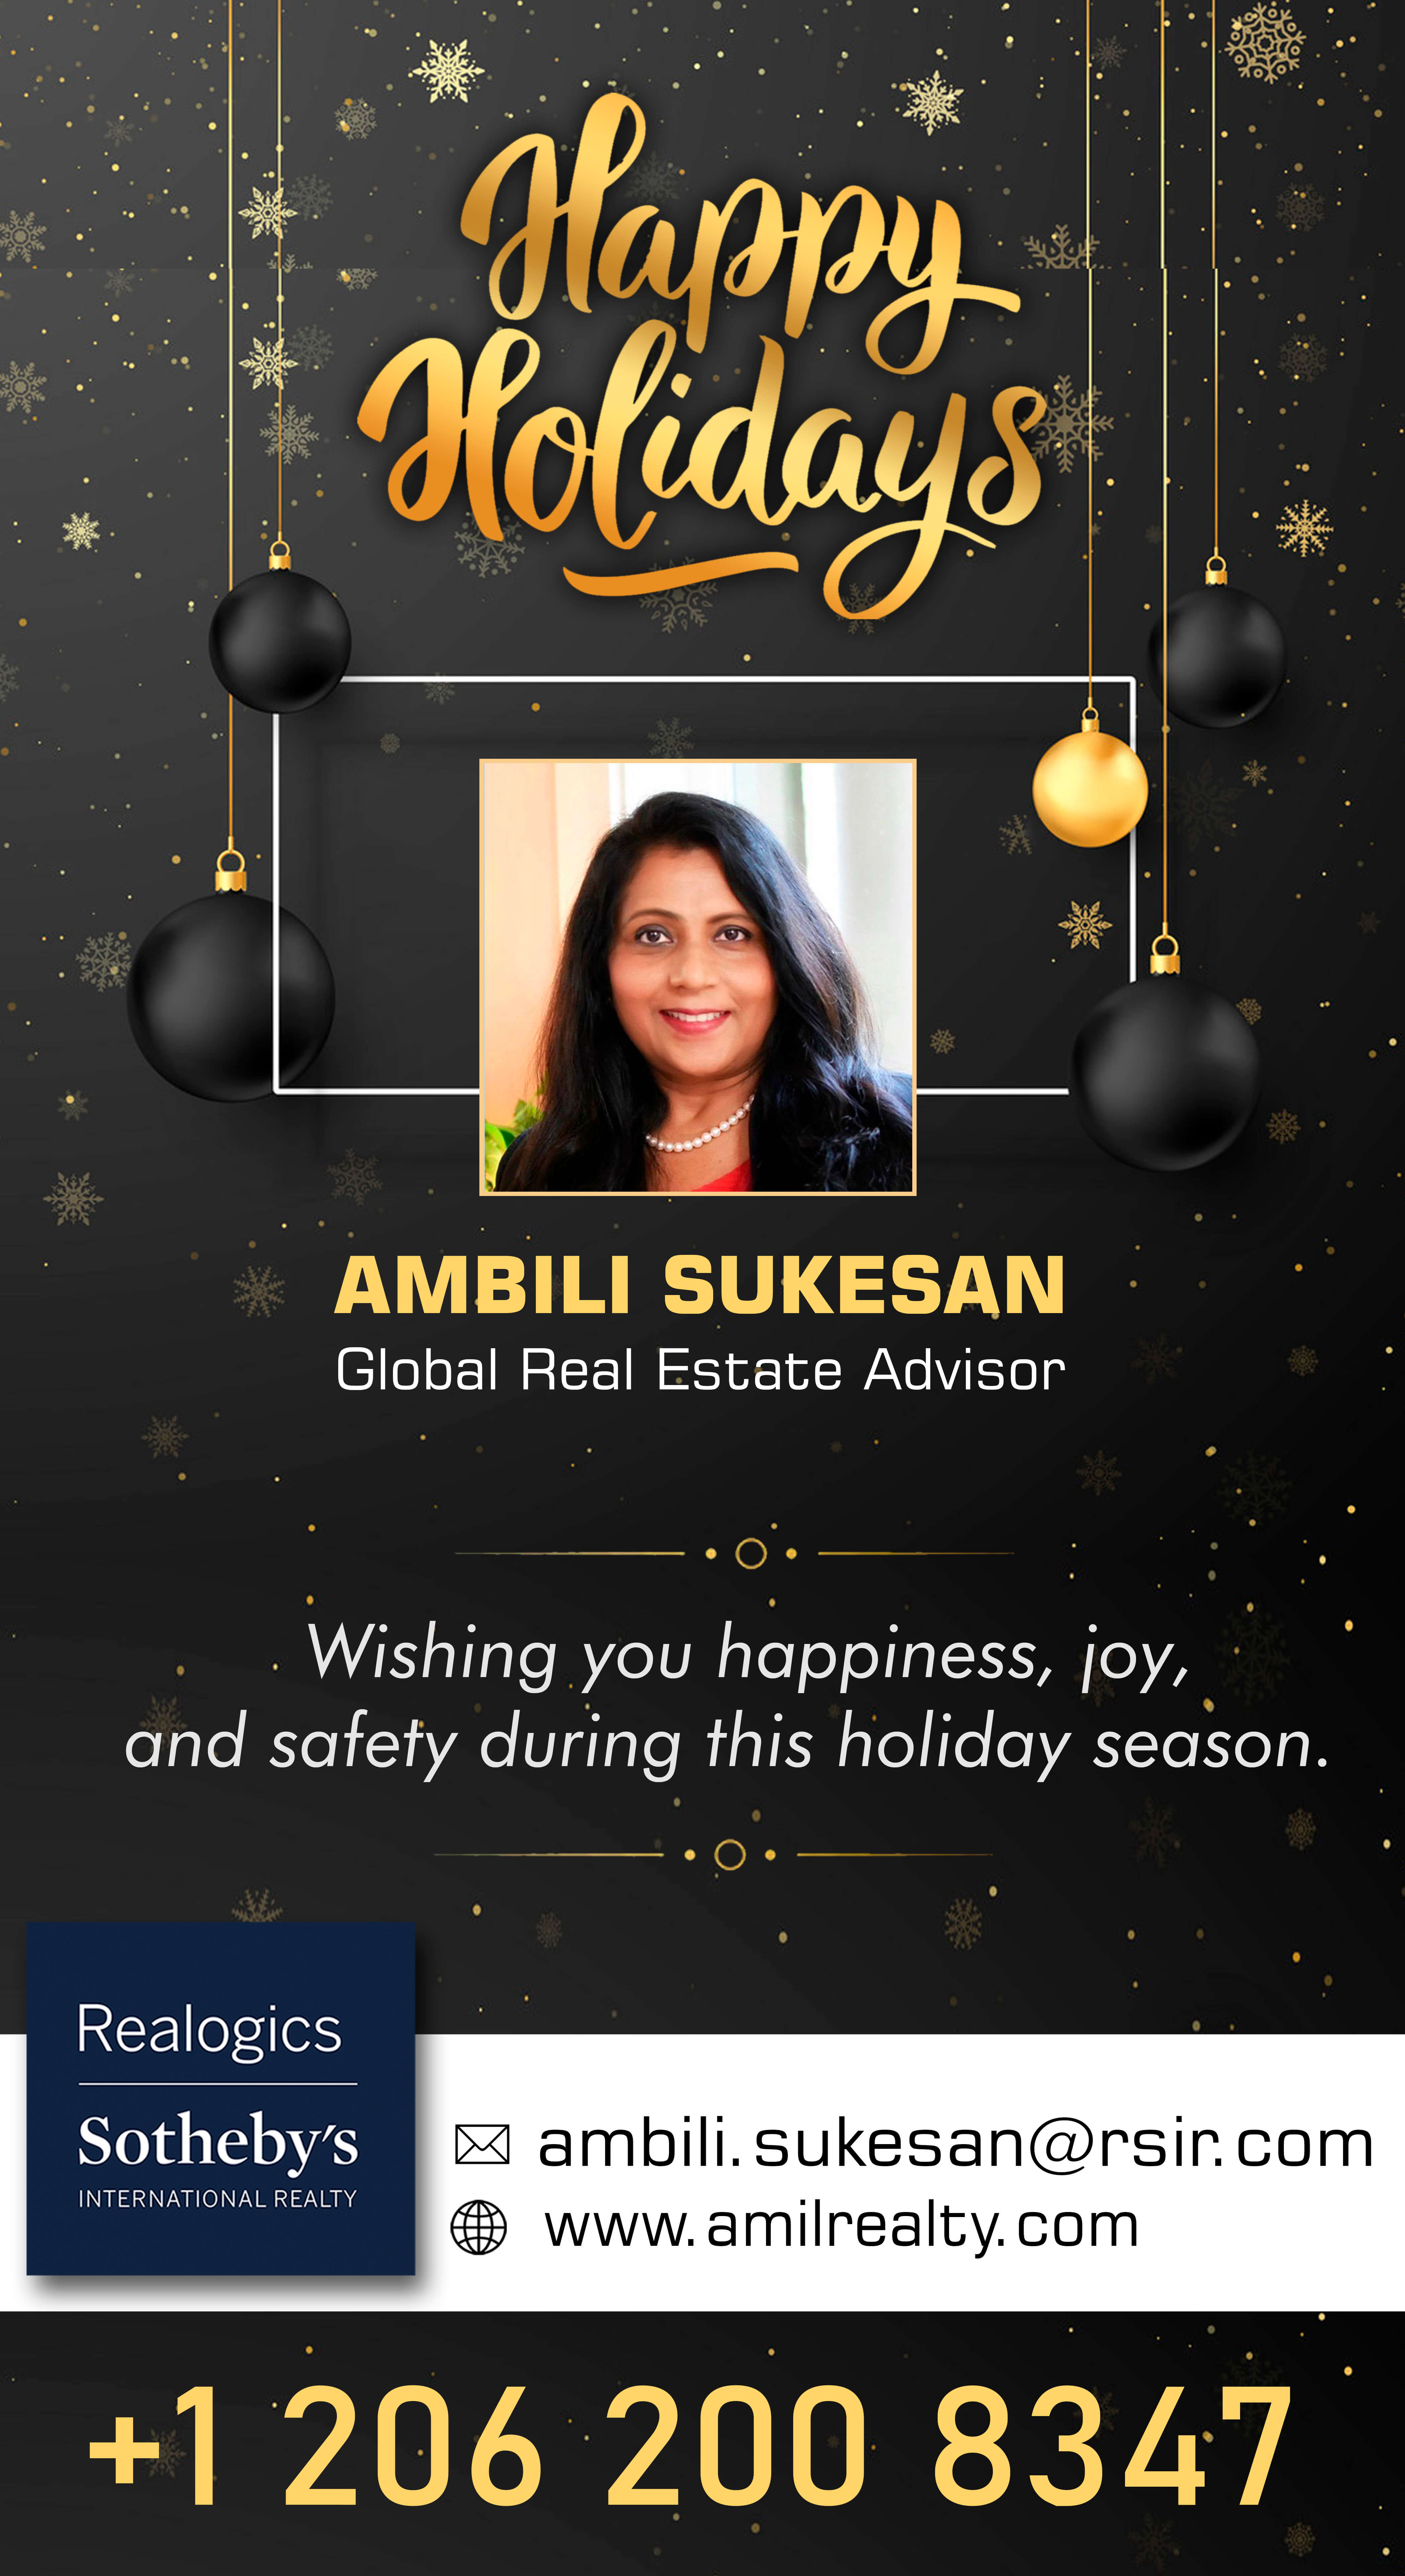 Happy
Holidays
AMBILI SUKESAN
Global Real Estate Advisor
Wishing you happiness, joy,
and safety during this holiday season.
Realogics
Sotheby's
INTERNATIONAL REALTY
ambili.sukesan@rsir.com
www.amilrealty.com
+1 206 200 8347